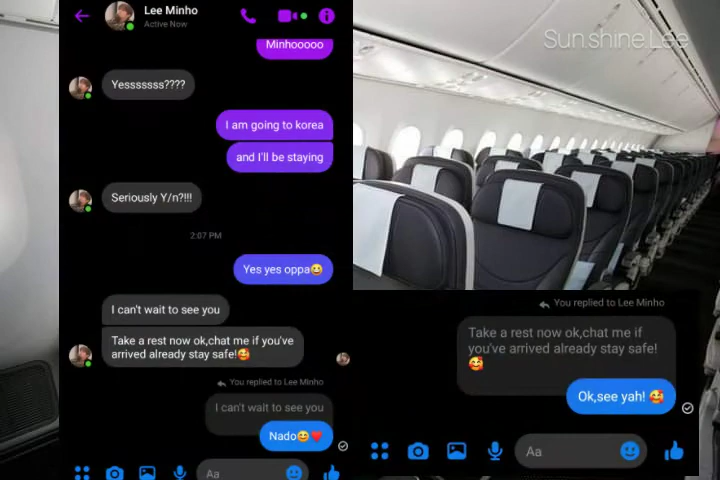 Lee Minho
Active Now
Minhooooo
Yesssssss????
I am going to korea
and I'll be staying
Seriously Y/n?!!!
2:07 PM
Yes yes oppa😆
I can't wait to see you
Take a rest now ok,chat me if you've
arrived already stay safe!🥰
You replied to Lee Minho
I can't wait to see you
Nado😆❤️
Aa
Sun.shine.Lee
You replied to Lee Minho
Take a rest now ok,chat me if
you've arrived already stay safe!
🥰
Ok,see yah! 🥰
Aa